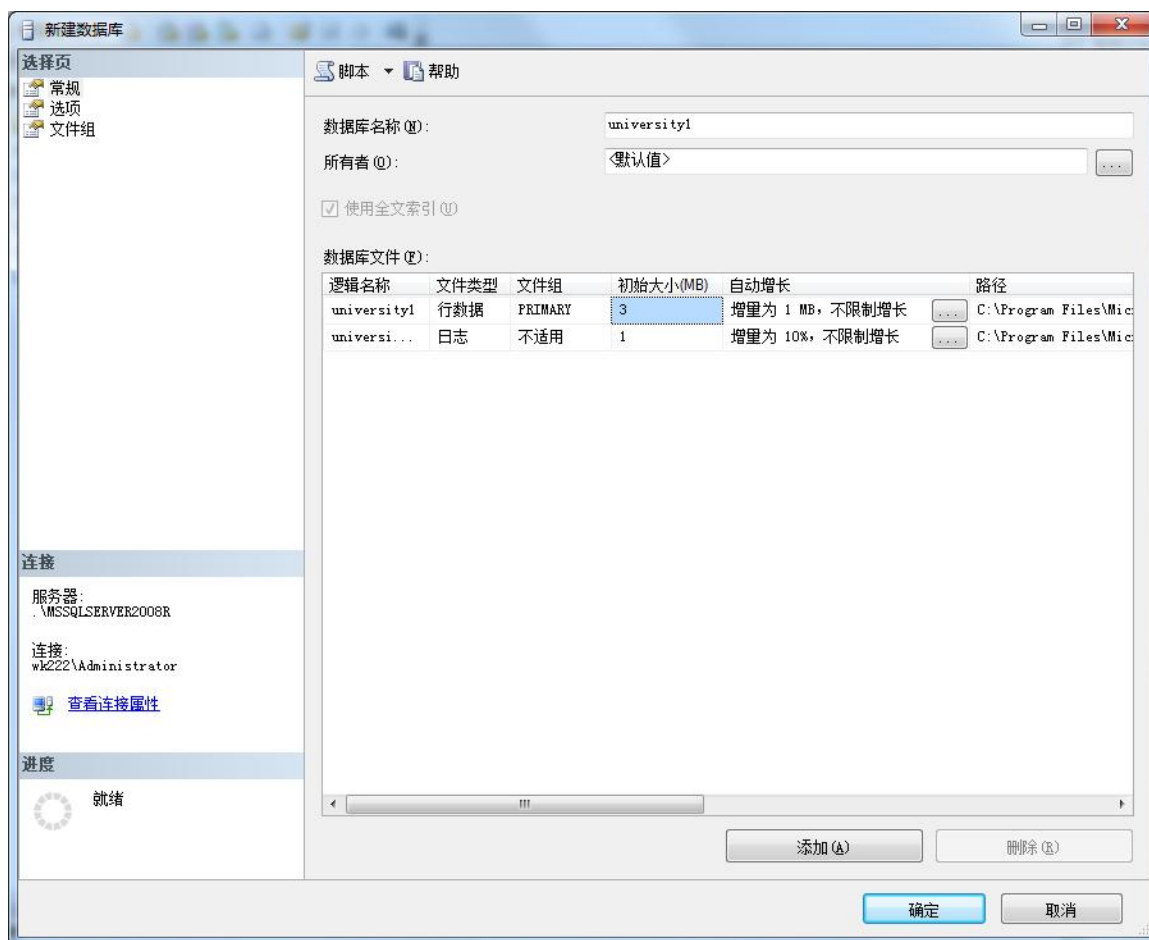 新建数据库
选择页
常规
选项
文件组
脚本 帮助
数据库名称(N): university1
所有者(O): <默认值> ...
使用全文索引(U)
数据库文件(F):
逻辑名称 文件类型 文件组 初始大小(MB) 自动增长 路径
university1 行数据 PRIMARY 3 增量为 1 MB，不限制增长 ... C:\Program Files\Mic
universi... 日志 不适用 1 增量为 10%，不限制增长 ... C:\Program Files\Mic
连接
服务器:
.\MSSQLSERVER2008R
连接:
wk222\Administrator
查看连接属性
进度
就绪
添加(A) 删除(R)
确定 取消